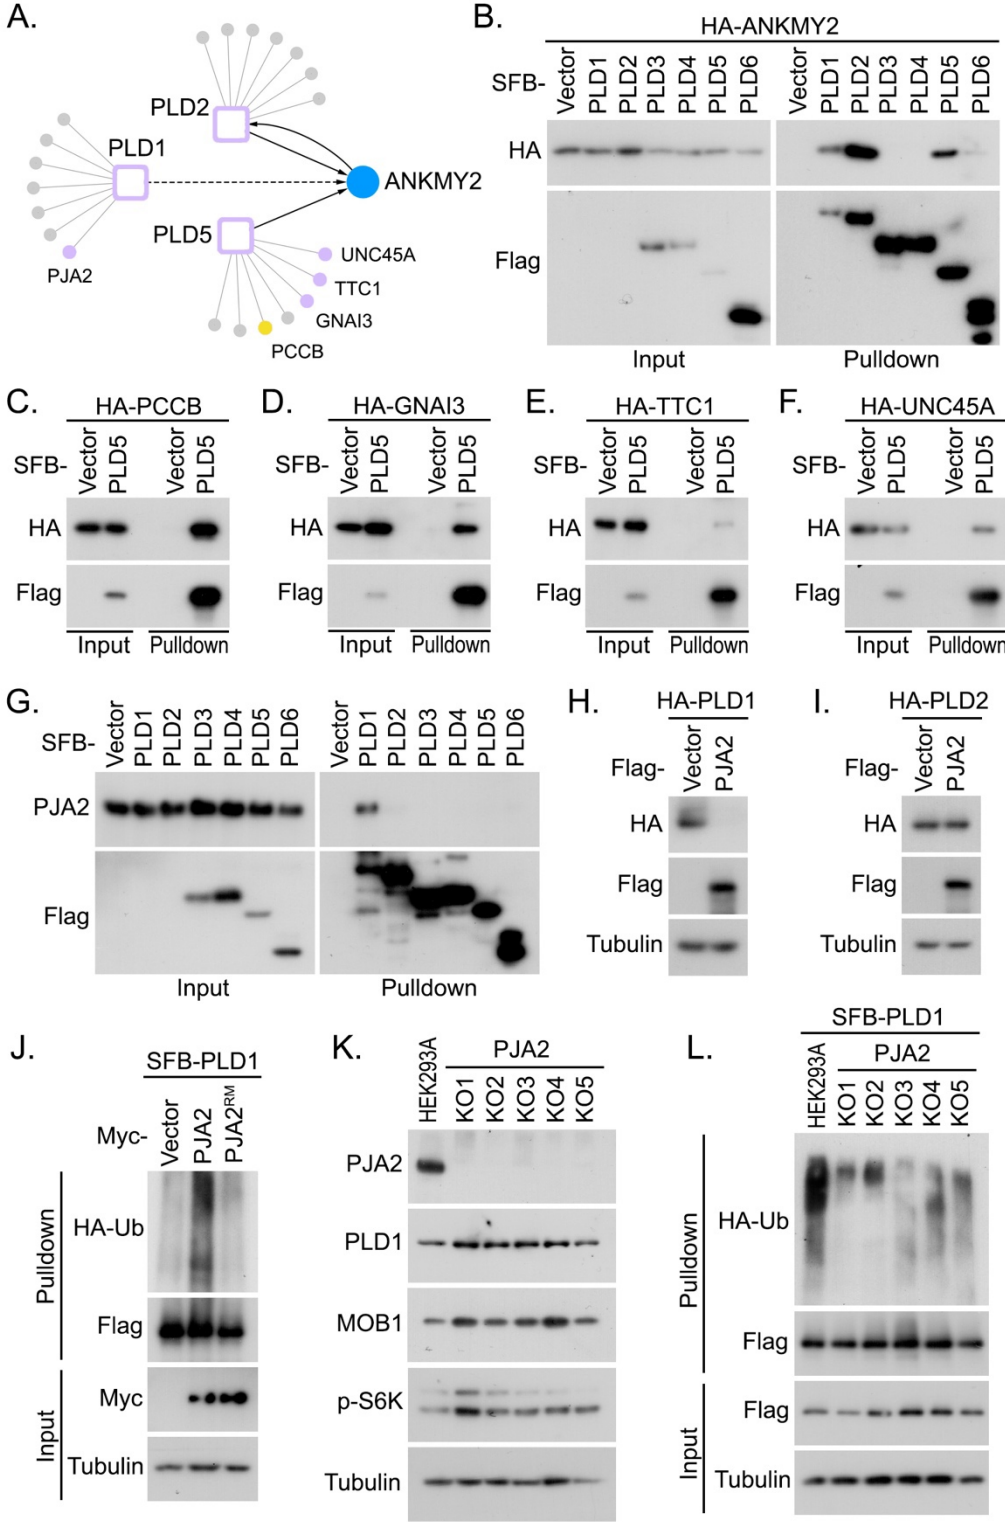 A.
PLD2
PLD1
ANKMY2
PLD5
PJA2
UNC45A
TTC1
GNAI3
PCCB
B.
HA-ANKMY2
SFB-
Vector PLD1 PLD2 PLD3 PLD4 PLD5 PLD6 Vector PLD1 PLD2 PLD3 PLD4 PLD5 PLD6
HA
Flag
Input Pulldown
C.
HA-PCCB
SFB-
Vector PLD5 Vector PLD5
HA
Flag
Input Pulldown
D.
HA-GNAI3
SFB-
Vector PLD5 Vector PLD5
HA
Flag
Input Pulldown
E.
HA-TTC1
SFB-
Vector PLD5 Vector PLD5
HA
Flag
Input Pulldown
F.
HA-UNC45A
SFB-
Vector PLD5 Vector PLD5
HA
Flag
Input Pulldown
G.
SFB-
Vector PLD1 PLD2 PLD3 PLD4 PLD5 PLD6 Vector PLD1 PLD2 PLD3 PLD4 PLD5 PLD6
PJA2
Flag
Input Pulldown
H.
HA-PLD1
Flag-
Vector PJA2
HA
Flag
Tubulin
I.
HA-PLD2
Flag-
Vector PJA2
HA
Flag
Tubulin
J.
SFB-PLD1
Myc-
Vector PJA2 PJA2RM
Pulldown
HA-Ub
Flag
Input
Myc
Tubulin
K.
PJA2
HEK293A KO1 KO2 KO3 KO4 KO5
PJA2
PLD1
MOB1
p-S6K
Tubulin
L.
SFB-PLD1
PJA2
HEK293A KO1 KO2 KO3 KO4 KO5
Pulldown
HA-Ub
Flag
Input
Flag
Tubulin